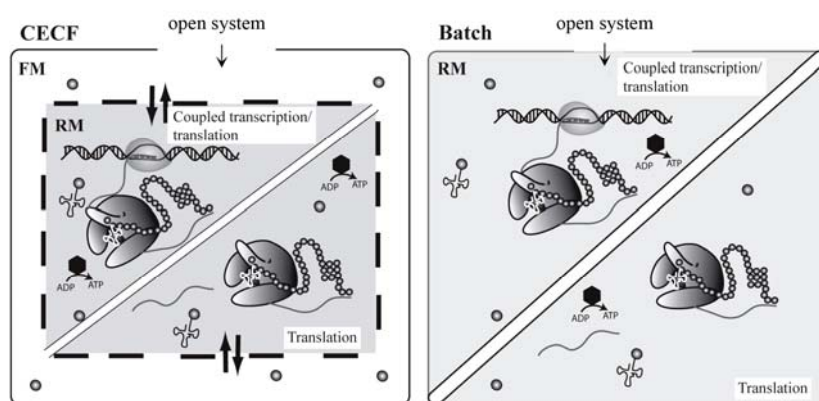 CECF
open system
FM
RM
Coupled transcription/
translation
ADP
ATP
ADP
ATP
Translation
Batch
open system
RM
Coupled transcription/
translation
ADP
ATP
ADP
ATP
Translation